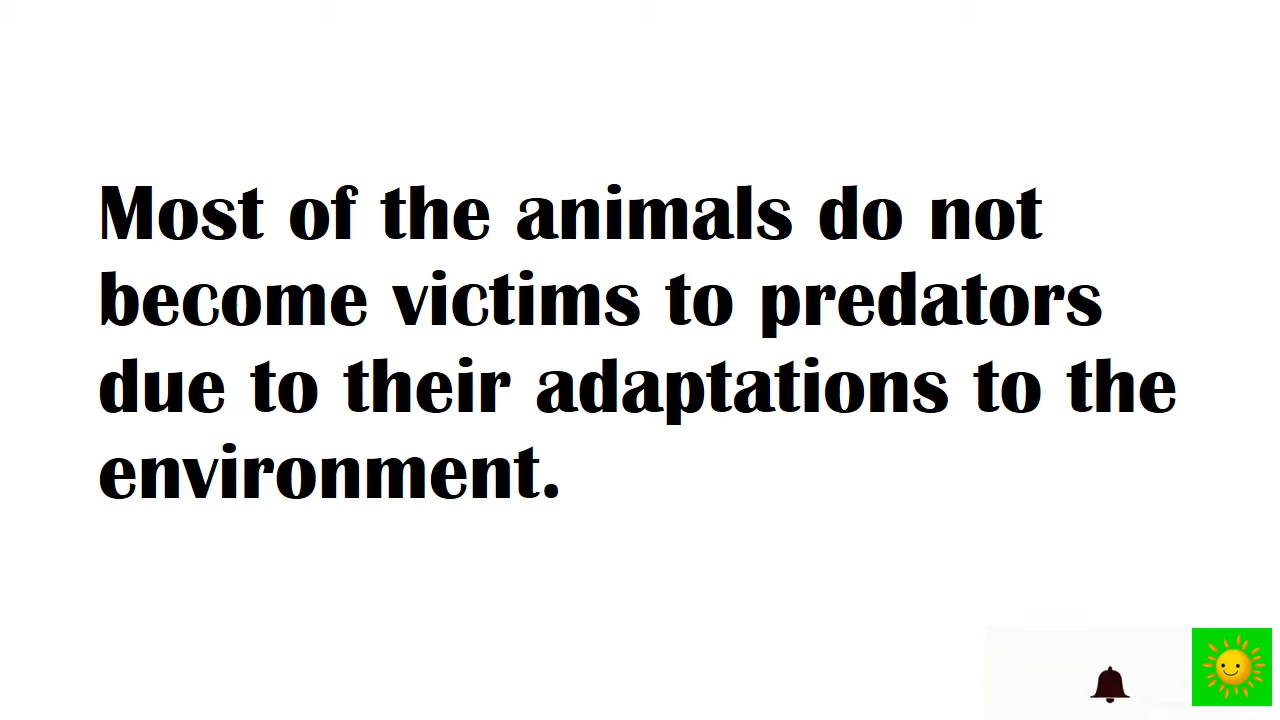 Most of the animals do not
become victims to predators
due to their adaptations to the
environment.